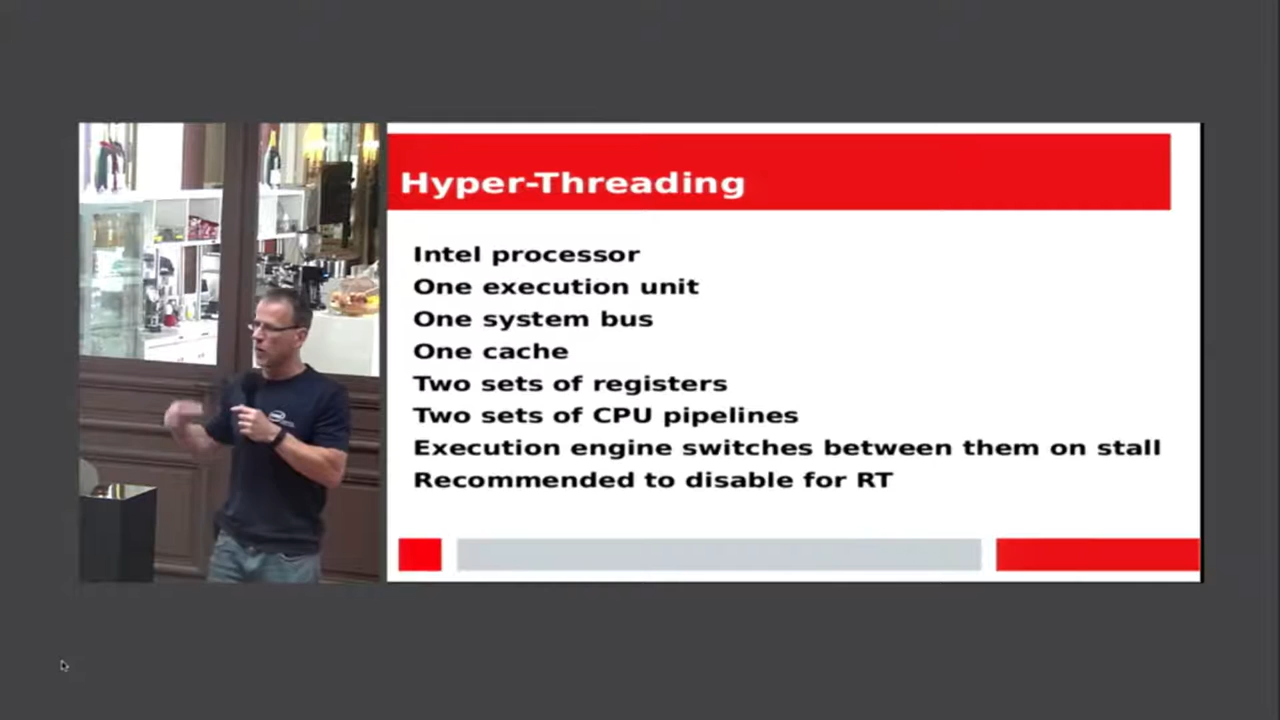 Hyper-Threading
Intel processor
One execution unit
One system bus
One cache
Two sets of registers
Two sets of CPU pipelines
Execution engine switches between them on stall
Recommended to disable for RT